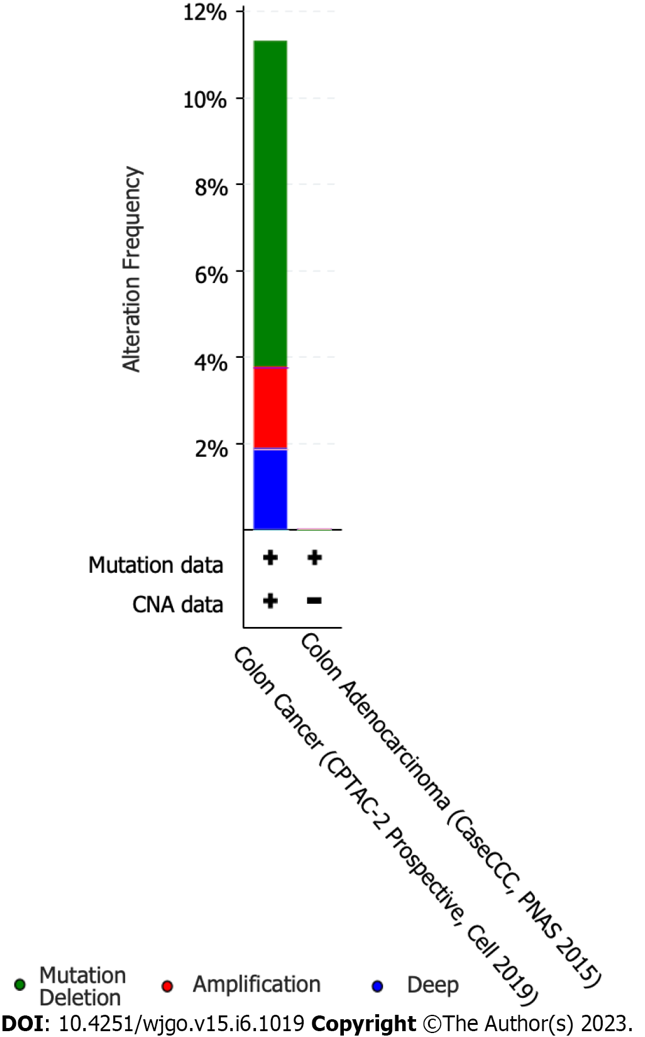 12%
10%
8%
6%
4%
2%
Alteration Frequency
Mutation data + +
CNA data + -
Colon Cancer (CPTAC-2 Prospective, Cell 2019)
Colon Adenocarcinoma (CaseCCC, PNAS 2015)
Mutation
Deletion
Amplification
Deep
DOI: 10.4251/wjgo.v15.i6.1019 Copyright ©The Author(s) 2023.